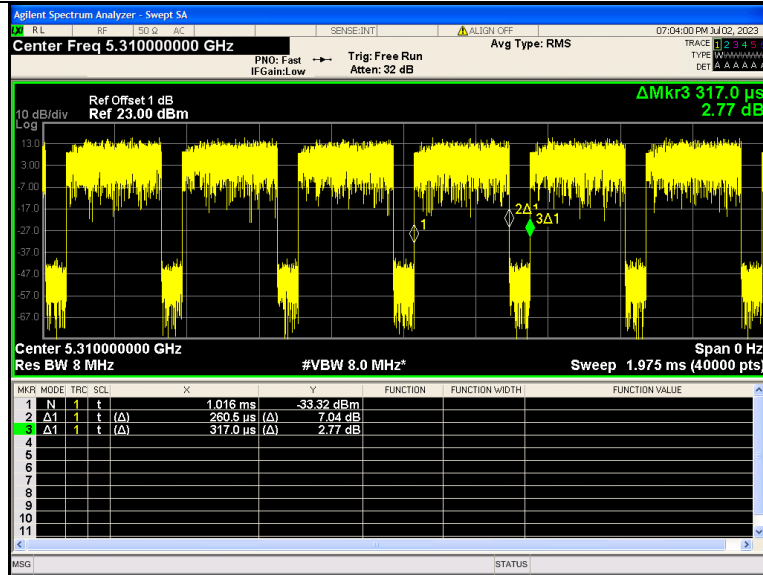 Agilent Spectrum Analyzer - Swept SA
RL RF 50 Ω AC SENSE:INT ALIGN OFF 07:04:00 PM Jul 02, 2023
Center Freq 5.310000000 GHz
PNO: Fast
IFGain:Low
Trig: Free Run
Atten: 32 dB
Avg Type: RMS
TRACE 1 2 3 4 5
TYPE W
DET A A A A A
ΔMkr3 317.0 µs
2.77 dB
Ref Offset 1 dB
10 dB/div Ref 23.00 dBm
Log
13.0
3.00
-7.00
-17.0
2Δ1
3Δ1
1
-27.0
-37.0
-47.0
-57.0
-67.0
Center 5.310000000 GHz Span 0 Hz
Res BW 8 MHz #VBW 8.0 MHz* Sweep 1.975 ms (40000 pts)
MKR MODE TRC SCL X Y FUNCTION FUNCTION WIDTH FUNCTION VALUE
1 N 1 t 1.016 ms -33.32 dBm
2 Δ1 1 t (Δ) 260.5 µs (Δ) 7.04 dB
3 Δ1 1 t (Δ) 317.0 µs (Δ) 2.77 dB
4
5
6
7
8
9
10
11
MSG STATUS